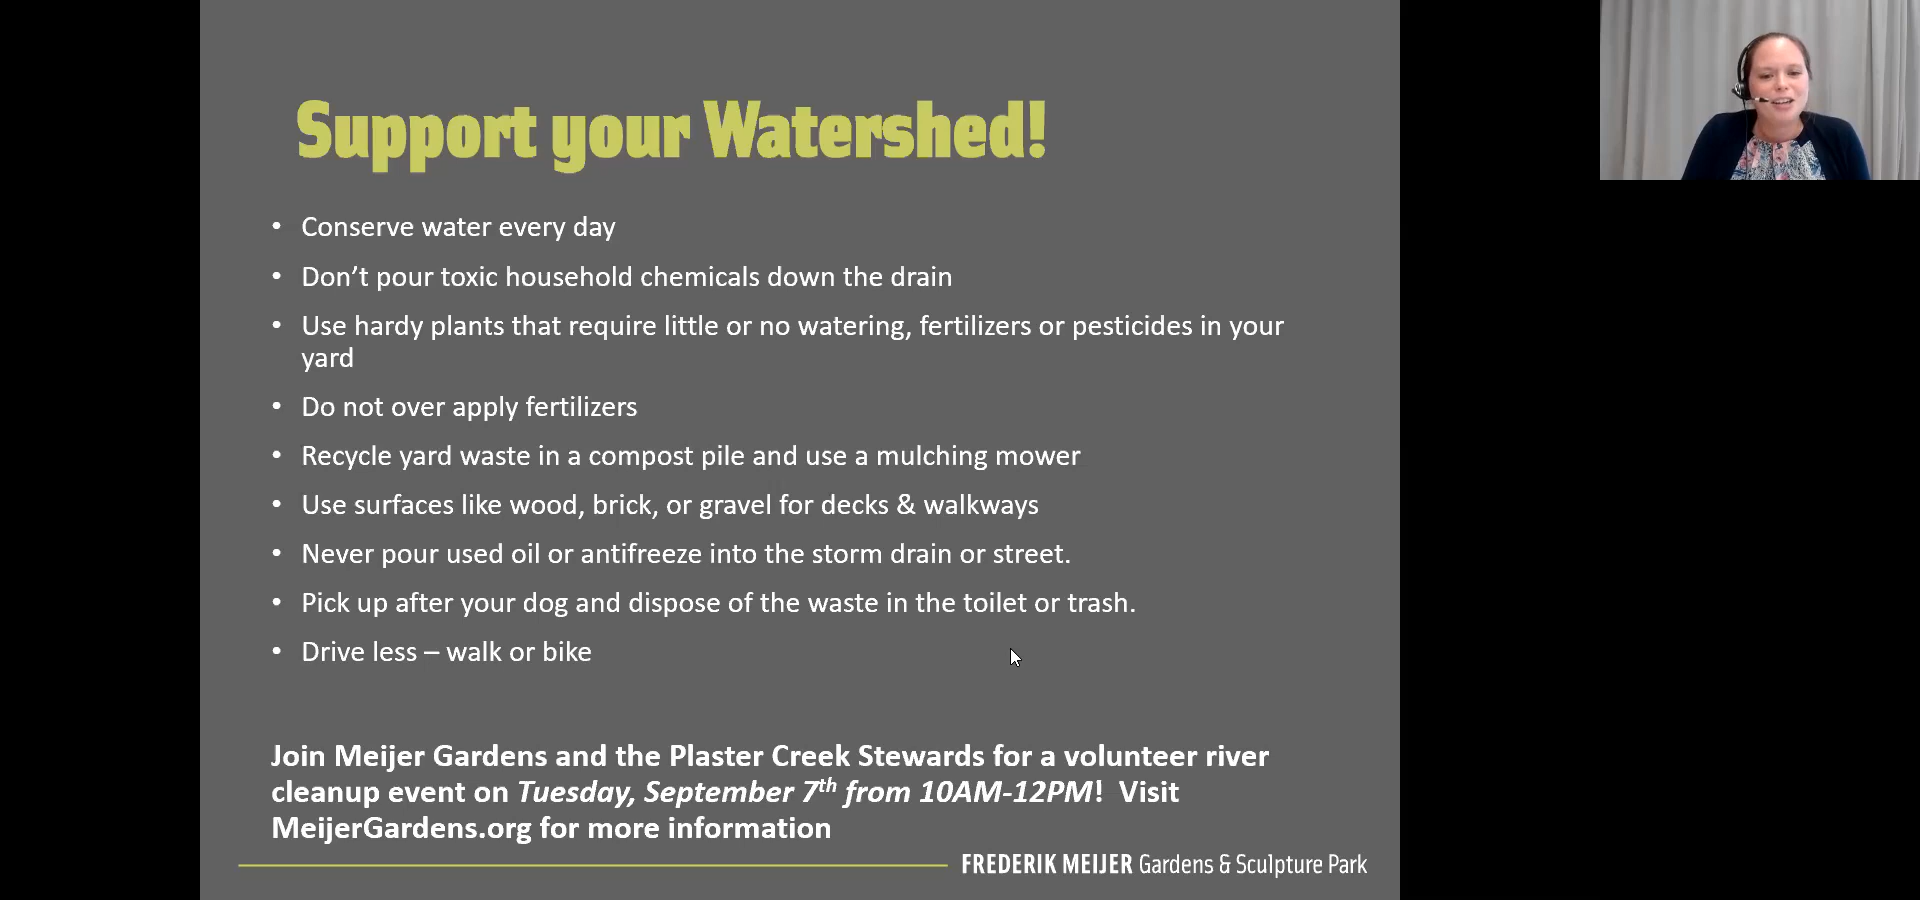 Support your Watershed!
• Conserve water every day
• Don’t pour toxic household chemicals down the drain
• Use hardy plants that require little or no watering, fertilizers or pesticides in your
yard
• Do not over apply fertilizers
• Recycle yard waste in a compost pile and use a mulching mower
• Use surfaces like wood, brick, or gravel for decks & walkways
• Never pour used oil or antifreeze into the storm drain or street.
• Pick up after your dog and dispose of the waste in the toilet or trash.
• Drive less – walk or bike
Join Meijer Gardens and the Plaster Creek Stewards for a volunteer river
cleanup event on Tuesday, September 7th from 10AM-12PM! Visit
MeijerGardens.org for more information
FREDERIK MEIJER Gardens & Sculpture Park